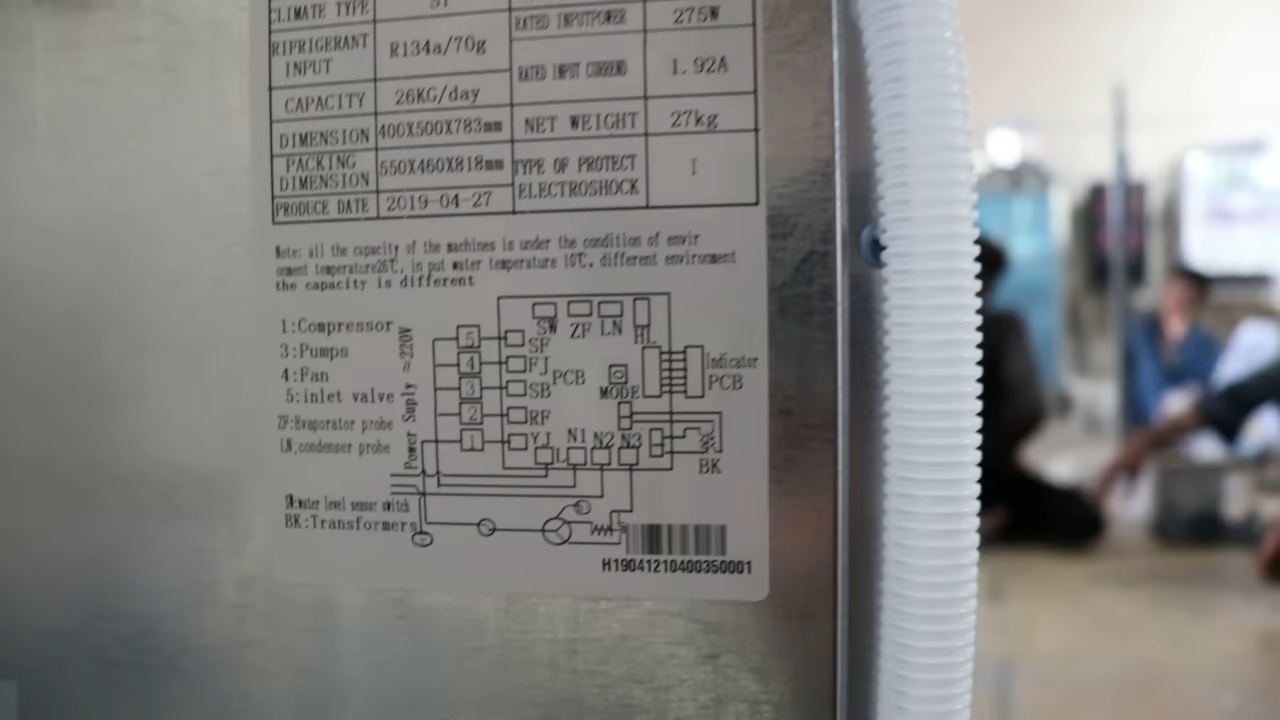 CLIMATE TYPE
RATED INPUTPOWER 275W
RIFRIGERANT INPUT R134a/70g
RATED INPUT CURREND 1.92A
CAPACITY 26KG/day
DIMENSION 400X500X783mm
NET WEIGHT 27kg
PACKING DIMENSION 550X460X818mm
TYPE OF PROTECT ELECTROSHOCK I
PRODUCE DATE 2019-04-27
Note: all the capacity of the machines is under the condition of envir
onment temperature26℃, in put water temperature 10℃, different environment
the capacity is different
1:Compressor
3:Pumps
4:Fan
5:inlet valve
ZF:Evaporator probe
LN:condenser probe
SW:water level sensor switch
BK:Transformers
Power Suply ≈220V
SW ZF LN HL
5 SF
4 FJ PCB
3 SB MODE
2 RF
1 YJ L N1 N2 N3
Indicator
PCB
BK
H19041210400350001